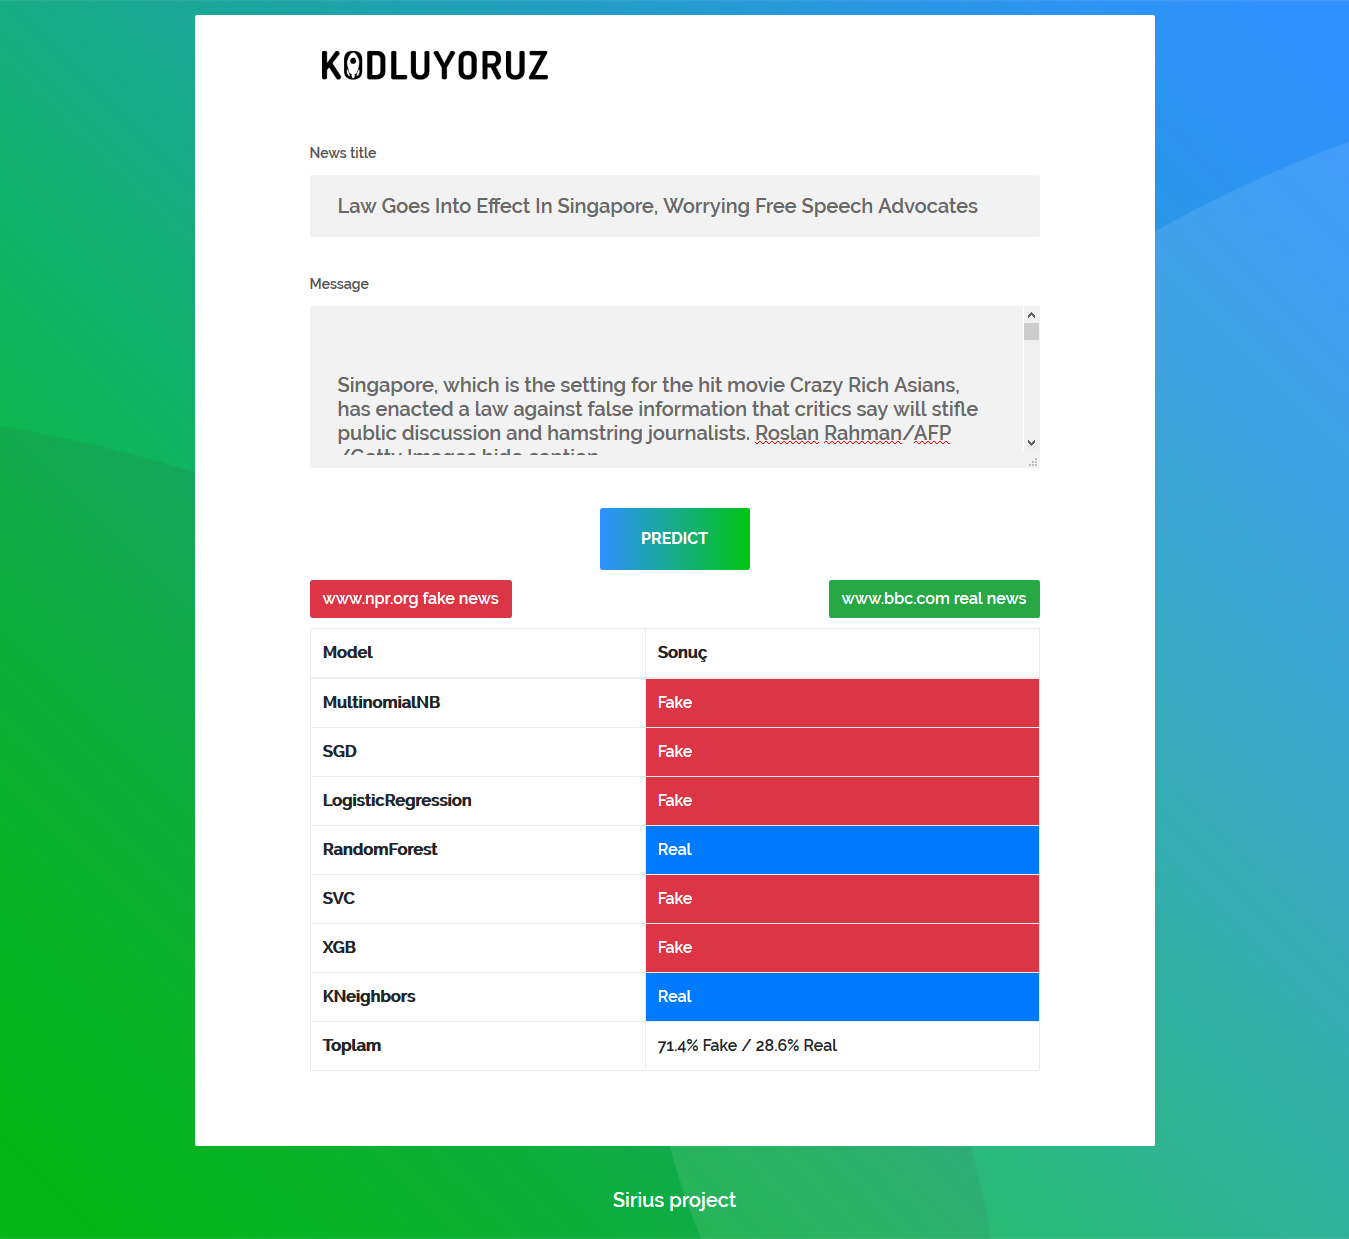 KODLUYORUZ
News title
Law Goes Into Effect In Singapore, Worrying Free Speech Advocates
Message
Singapore, which is the setting for the hit movie Crazy Rich Asians,
has enacted a law against false information that critics say will stifle
public discussion and hamstring journalists. Roslan Rahman/AFP
/Getty Images hide caption
PREDICT
www.npr.org fake news
www.bbc.com real news
Model Sonuç
MultinomialNB Fake
SGD Fake
LogisticRegression Fake
RandomForest Real
SVC Fake
XGB Fake
KNeighbors Real
Toplam 71.4% Fake / 28.6% Real
Sirius project